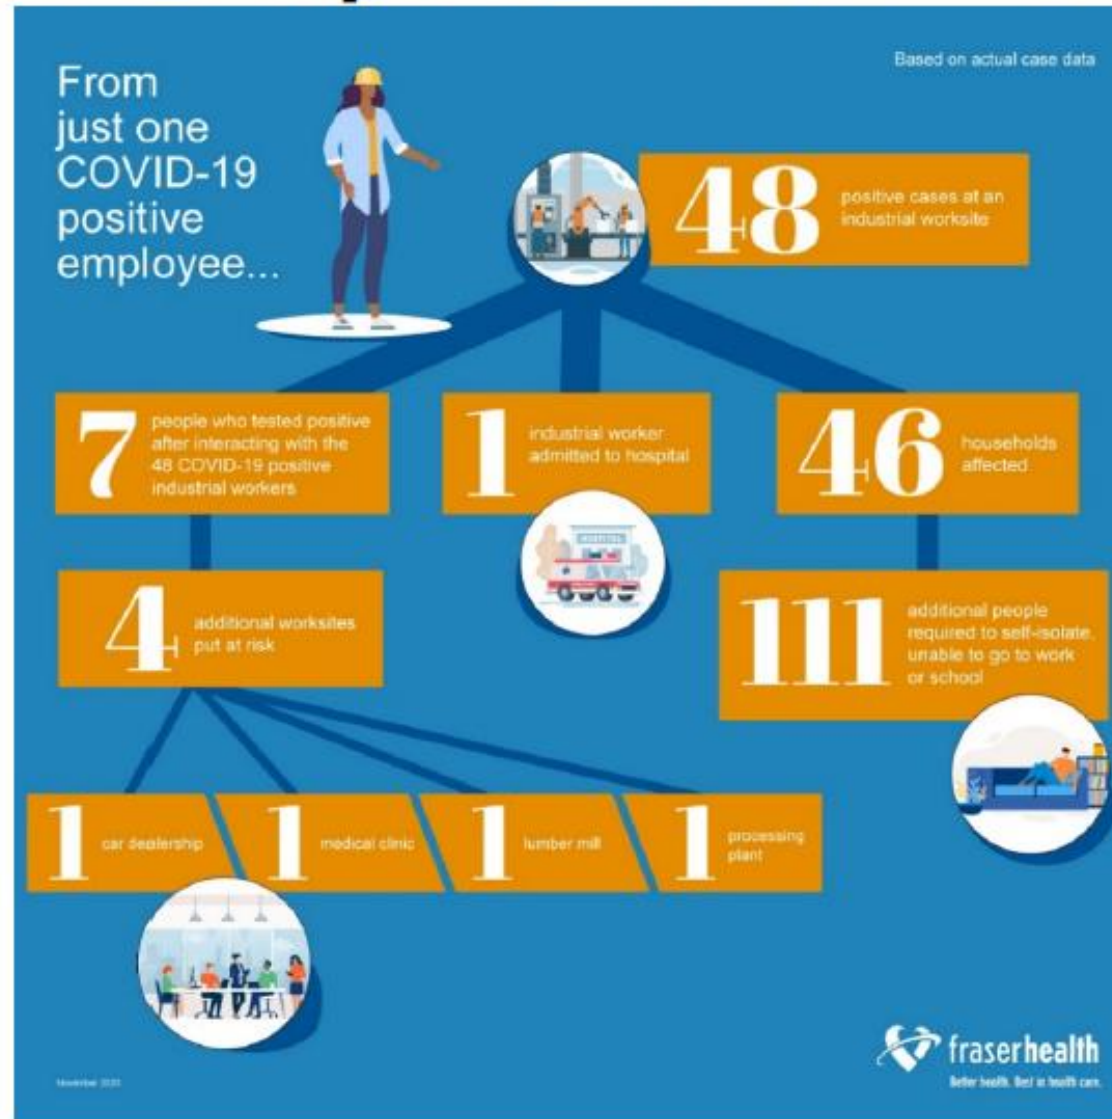 From
just one
COVID-19
positive
employee...
Based on actual case data
48
positive cases at an
industrial worksite
7
people who tested positive
after interacting with the
48 COVID-19 positive
industrial workers
1
industrial worker
admitted to hospital
46
households
affected
4
additional worksites
put at risk
HOSPITAL
111
additional people
required to self-isolate,
unable to go to work
or school
1
car dealership
1
medical clinic
1
lumber mill
1
processing
plant
fraserhealth
Better health. Best in health care.
November 2020